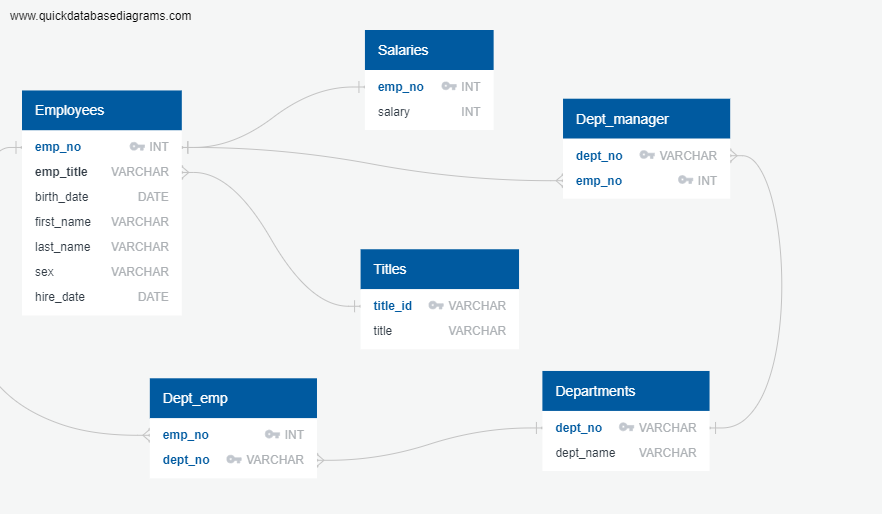 www.quickdatabasediagrams.com
Salaries
emp_no INT
salary INT
Employees
emp_no INT
emp_title VARCHAR
birth_date DATE
first_name VARCHAR
last_name VARCHAR
sex VARCHAR
hire_date DATE
Dept_manager
dept_no VARCHAR
emp_no INT
Titles
title_id VARCHAR
title VARCHAR
Dept_emp
emp_no INT
dept_no VARCHAR
Departments
dept_no VARCHAR
dept_name VARCHAR